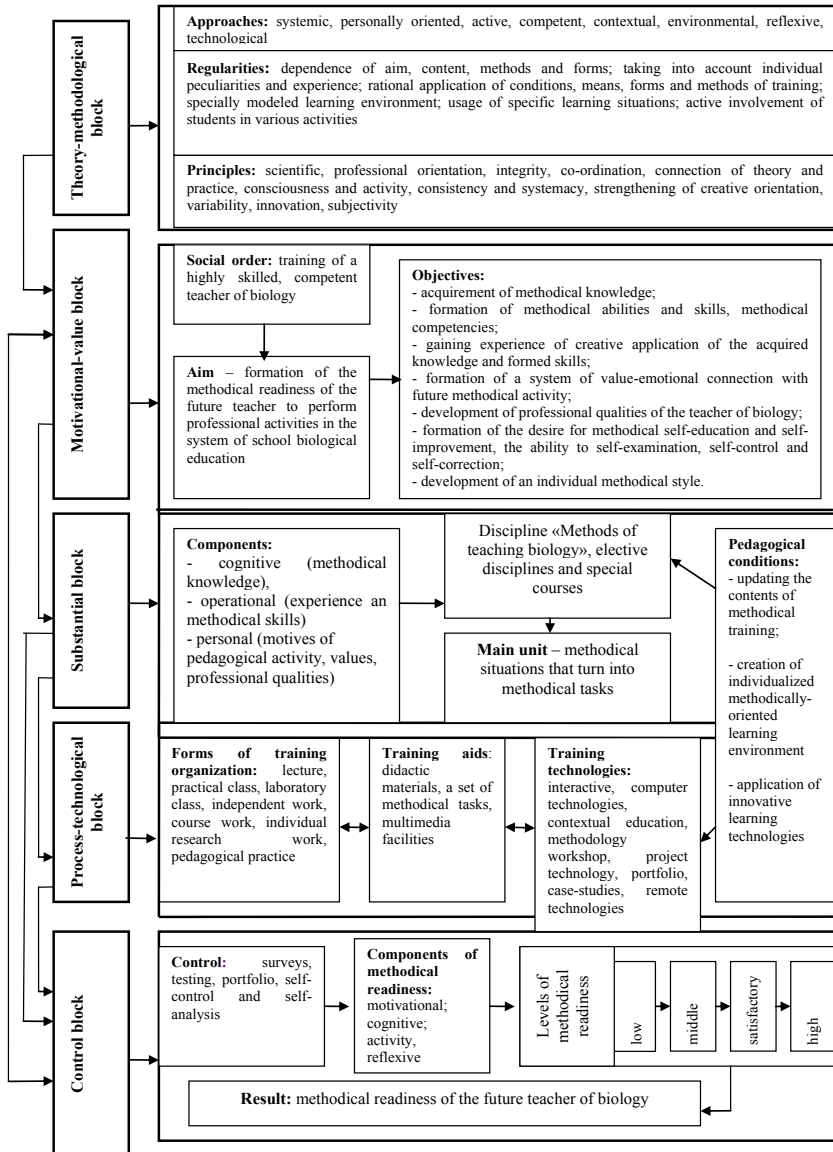 Theory-methodological
block
Approaches: systemic, personally oriented, active, competent, contextual, environmental, reflexive,
technological
Regularities: dependence of aim, content, methods and forms; taking into account individual
peculiarities and experience; rational application of conditions, means, forms and methods of training;
specially modeled learning environment; usage of specific learning situations; active involvement of
students in various activities
Principles: scientific, professional orientation, integrity, co-ordination, connection of theory and
practice, consciousness and activity, consistency and systemacy, strengthening of creative orientation,
variability, innovation, subjectivity
Motivational-value block
Social order: training of a
highly skilled, competent
teacher of biology
Aim – formation of the
methodical readiness of the
future teacher to perform
professional activities in the
system of school biological
education
Objectives:
- acquirement of methodical knowledge;
- formation of methodical abilities and skills, methodical
competencies;
- gaining experience of creative application of the acquired
knowledge and formed skills;
- formation of a system of value-emotional connection with
future methodical activity;
- development of professional qualities of the teacher of biology;
- formation of the desire for methodical self-education and self-
improvement, the ability to self-examination, self-control and
self-correction;
- development of an individual methodical style.
Substantial block
Components:
- cognitive (methodical
knowledge),
- operational (experience an
methodical skills)
- personal (motives of
pedagogical activity, values,
professional qualities)
Discipline «Methods of
teaching biology», elective
disciplines and special
courses
Main unit – methodical
situations that turn into
methodical tasks
Pedagogical
conditions:
- updating the
contents of
methodical
training;
- creation of
individualized
methodically-
oriented
learning
environment
- application of
innovative
learning
technologies
Process-technological
block
Forms of training
organization: lecture,
practical class, laboratory
class, independent work,
course work, individual
research work,
pedagogical practice
Training aids:
didactic
materials, a set of
methodical tasks,
multimedia
facilities
Training
technologies:
interactive, computer
technologies,
contextual education,
methodology
workshop, project
technology, portfolio,
case-studies, remote
technologies
Control block
Control: surveys,
testing, portfolio, self-
control and self-
analysis
Components of
methodical
readiness:
motivational;
cognitive;
activity,
reflexive
Levels of
methodical
readiness
low
middle
satisfactory
high
Result: methodical readiness of the future teacher of biology